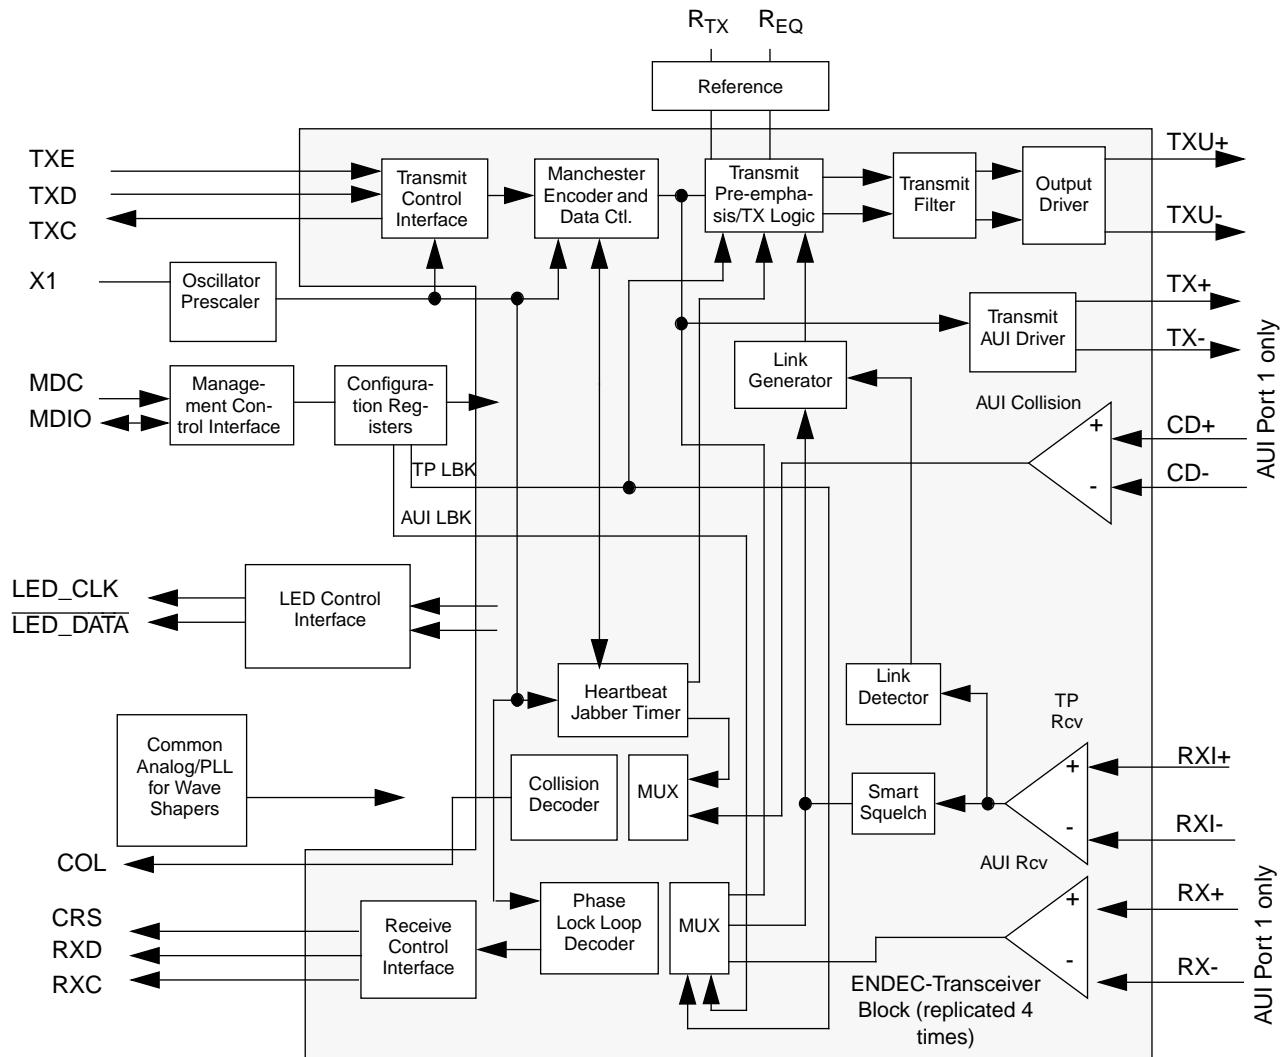 RTX
REQ
Reference
TXE
TXD
TXC
Transmit
Control
Interface
Manchester
Encoder and
Data Ctl.
Transmit
Pre-empha-
sis/TX Logic
Transmit
Filter
Output
Driver
TXU+
TXU-
X1
Oscillator
Prescaler
TX+
TX-
Transmit
AUI Driver
AUI Port 1 only
Link
Generator
MDC
MDIO
Manage-
ment Con-
trol Interface
Configura-
tion Reg-
isters
AUI Collision
+
-
CD+
CD-
TP LBK
AUI LBK
LED_CLK
LED_DATA
LED Control
Interface
Heartbeat
Jabber Timer
Link
Detector
TP
Rcv
Common
Analog/PLL
for Wave
Shapers
Collision
Decoder
MUX
Smart
Squelch
+
-
RXI+
RXI-
COL
AUI Rcv
CRS
RXD
RXC
Receive
Control
Interface
Phase
Lock Loop
Decoder
MUX
+
-
RX+
RX-
AUI Port 1 only
ENDEC-Transceiver
Block (replicated 4
times)